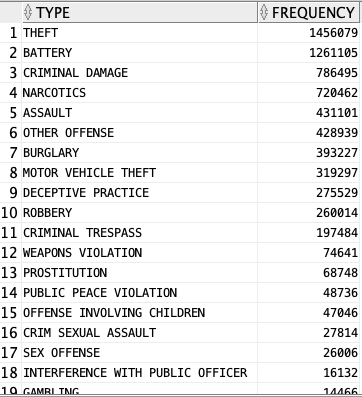 TYPE FREQUENCY
1 THEFT 1456079
2 BATTERY 1261105
3 CRIMINAL DAMAGE 786495
4 NARCOTICS 720462
5 ASSAULT 431101
6 OTHER OFFENSE 428939
7 BURGLARY 393227
8 MOTOR VEHICLE THEFT 319297
9 DECEPTIVE PRACTICE 275529
10 ROBBERY 260014
11 CRIMINAL TRESPASS 197484
12 WEAPONS VIOLATION 74641
13 PROSTITUTION 68748
14 PUBLIC PEACE VIOLATION 48736
15 OFFENSE INVOLVING CHILDREN 47046
16 CRIM SEXUAL ASSAULT 27814
17 SEX OFFENSE 26006
18 INTERFERENCE WITH PUBLIC OFFICER 16132
19 GAMBLING 14466